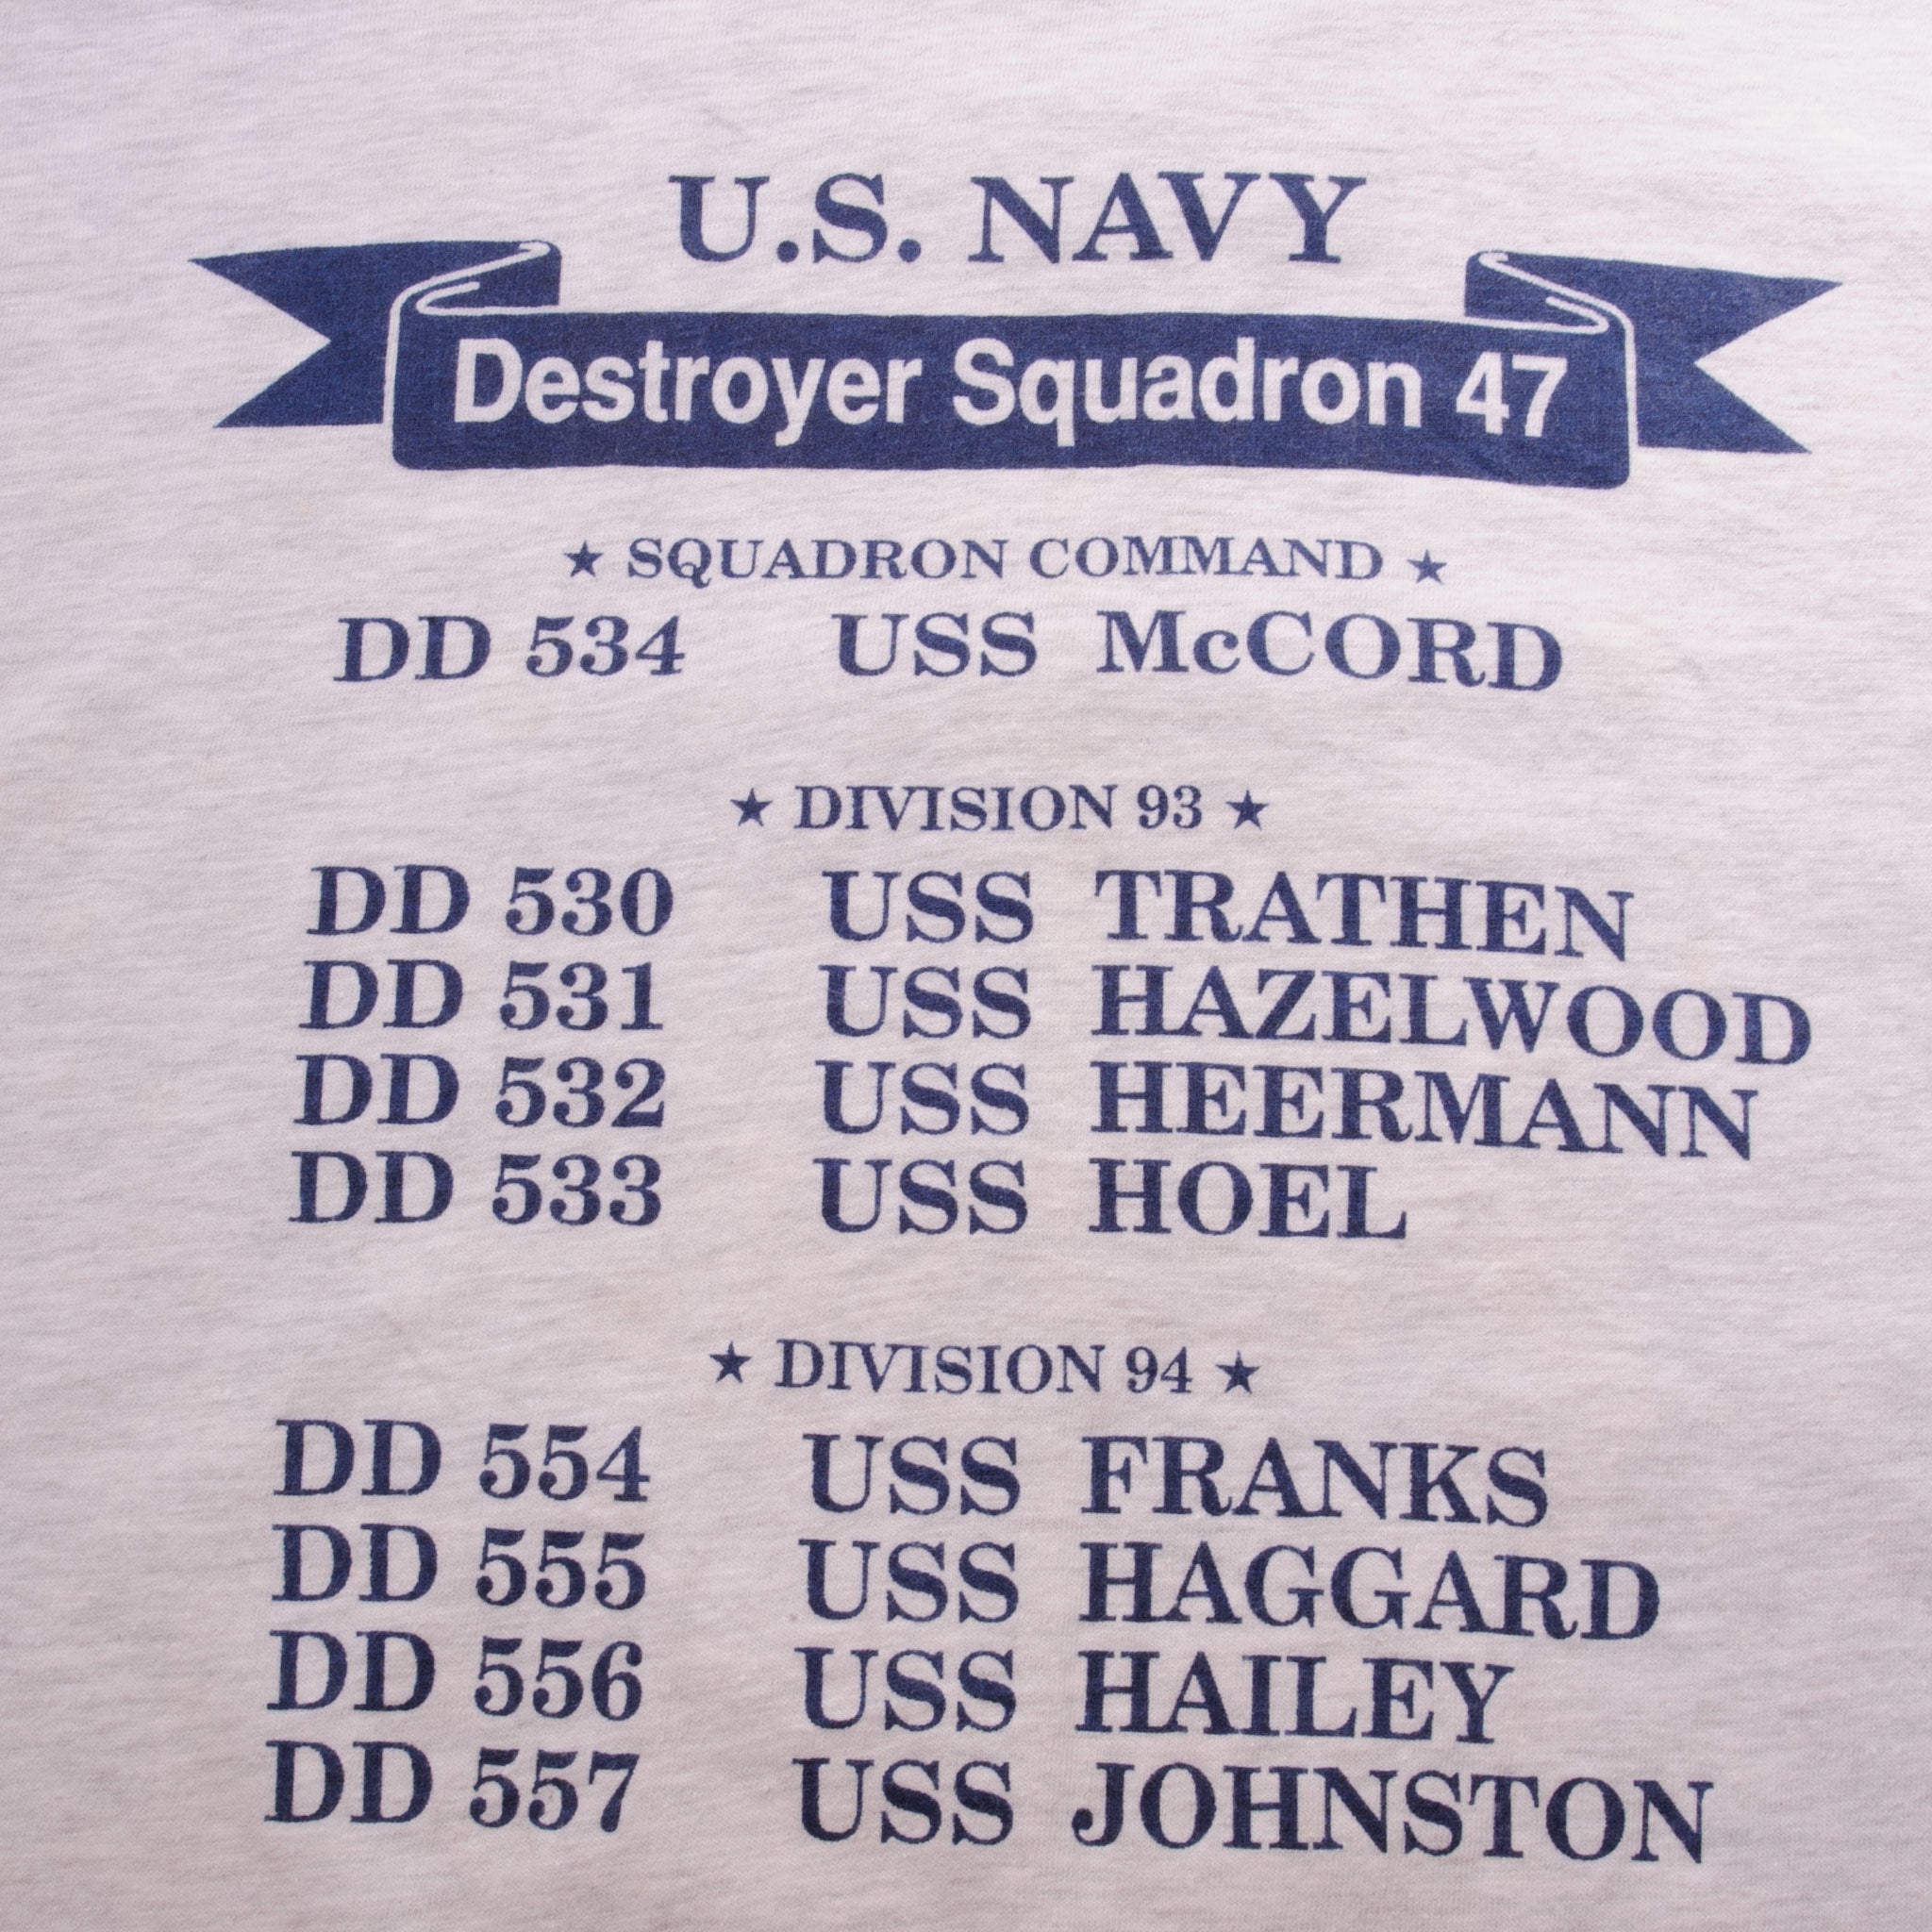 U.S. NAVY
Destroyer Squadron 47
★ SQUADRON COMMAND ★
DD 534 USS McCORD
★ DIVISION 93 ★
DD 530 USS TRATHEN
DD 531 USS HAZELWOOD
DD 532 USS HEERMANN
DD 533 USS HOEL
★ DIVISION 94 ★
DD 554 USS FRANKS
DD 555 USS HAGGARD
DD 556 USS HAILEY
DD 557 USS JOHNSTON